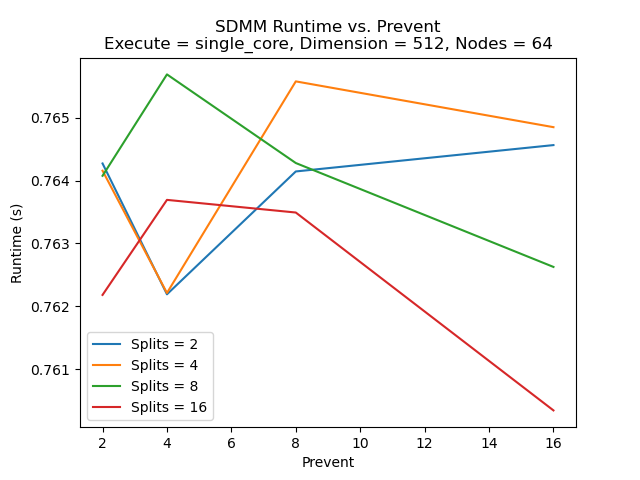 SDMM Runtime vs. Prevent
Execute = single_core, Dimension = 512, Nodes = 64
Runtime (s)
0.765
0.764
0.763
0.762
0.761
Splits = 2
Splits = 4
Splits = 8
Splits = 16
2 4 6 8 10 12 14 16
Prevent